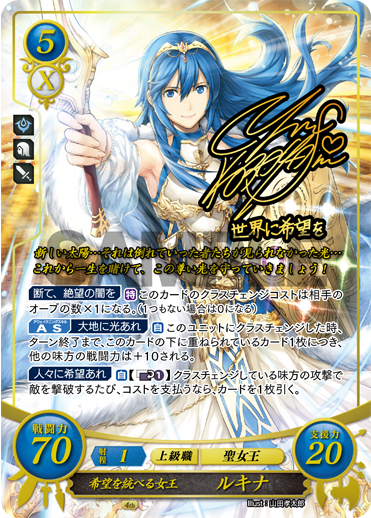 5
X
世界に希望を
新しい太陽…それは倒れていった者たちが見られなかった光…
これから一生を賭けて、この尊い光を守っていきましょう！
断て、絶望の闇を 特 このカードのクラスチェンジコストは相手の
オーブの数×1になる。（1つもない場合は0になる）
AS 大地に光あれ 自 このユニットにクラスチェンジした時、
ターン終了まで、このカードの下に重ねられているカード1枚につき、
他の味方の戦闘力は＋10される。
人々に希望あれ 自【1】クラスチェンジしている味方の攻撃で
敵を撃破するたび、コストを支払うなら、カードを1枚引く。
戦闘力
70
射程 1 上級職 聖女王
支援力
20
希望を統べる女王 ルキナ
4th
Illust：山田孝太郎